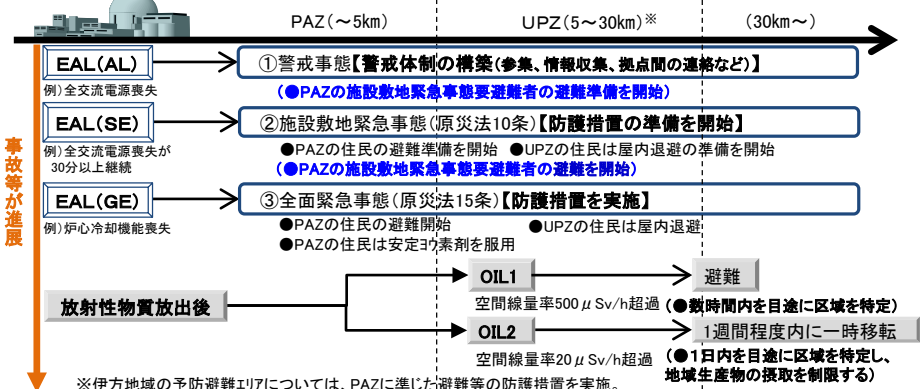 PAZ(～5km)
UPZ(5～30km)※
(30km～)
EAL(AL)
①警戒事態【警戒体制の構築(参集、情報収集、拠点間の連絡など)】
例)全交流電源喪失
(●PAZの施設敷地緊急事態要避難者の避難準備を開始)
EAL(SE)
②施設敷地緊急事態(原災法10条)【防護措置の準備を開始】
例)全交流電源喪失が
30分以上継続
●PAZの住民の避難準備を開始 ●UPZの住民は屋内退避の準備を開始
(●PAZの施設敷地緊急事態要避難者の避難を開始)
事故等が進展
EAL(GE)
③全面緊急事態(原災法15条)【防護措置を実施】
例)炉心冷却機能喪失
●PAZの住民の避難開始 ●UPZの住民は屋内退避
●PAZの住民は安定ﾖｳ素剤を服用
放射性物質放出後
OIL1
避難
空間線量率500μSv/h超過
(●数時間内を目途に区域を特定)
OIL2
1週間程度内に一時移転
空間線量率20μSv/h超過
(●1日内を目途に区域を特定し、
地域生産物の摂取を制限する)
※伊方地域の予防避難ｴﾘｱについては、PAZに準じた避難等の防護措置を実施。